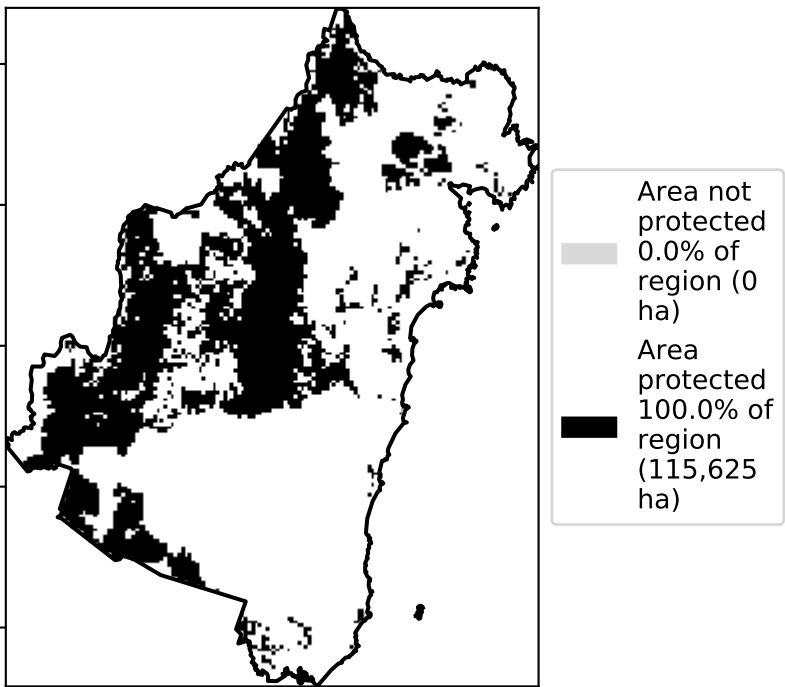 Area not
protected
0.0% of
region (0
ha)
Area
protected
100.0% of
region
(115,625
ha)